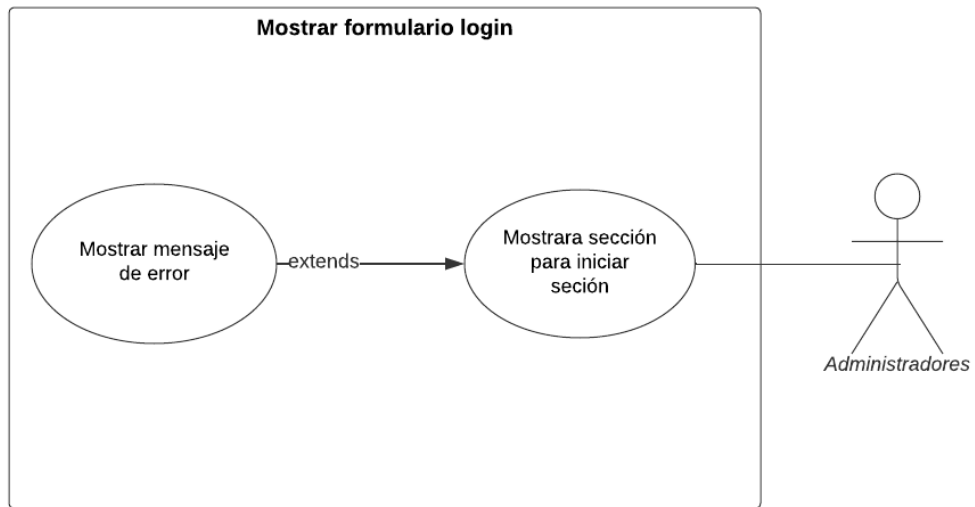 Mostrar formulario login
Mostrar mensaje
de error
extends
Mostrara sección
para iniciar
seción
Administradores